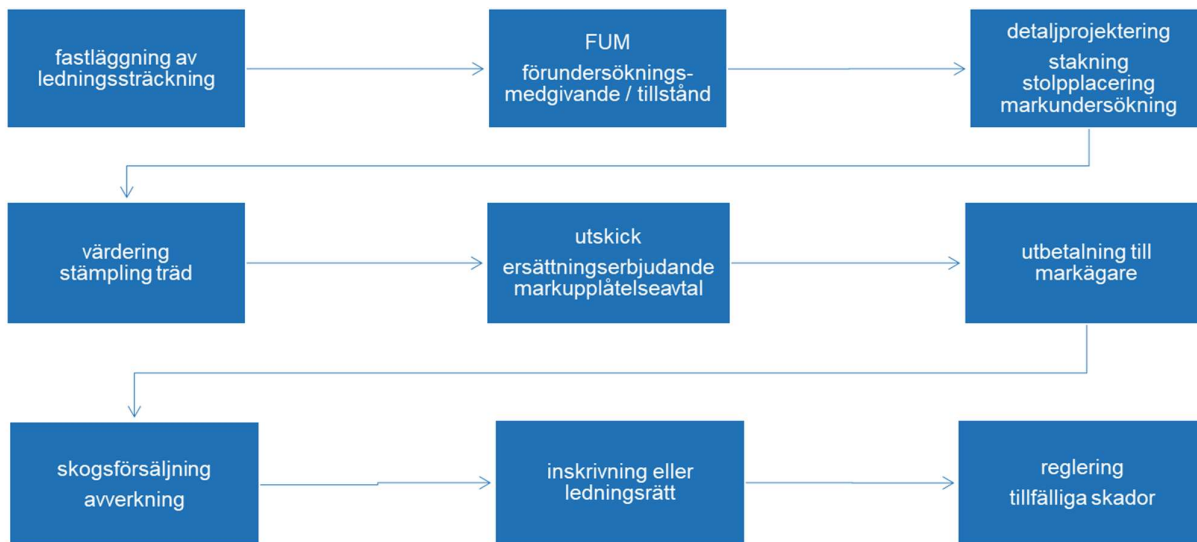 fastläggning av
ledningssträckning
FUM
förundersöknings-
medgivande / tillstånd
detaljprojektering
stakning
stolpplacering
markundersökning
värdering
stämpling träd
utskick
ersättningserbjudande
markupplåtelseavtal
utbetalning till
markägare
skogsförsäljning
avverkning
inskrivning eller
ledningsrätt
reglering
tillfälliga skador